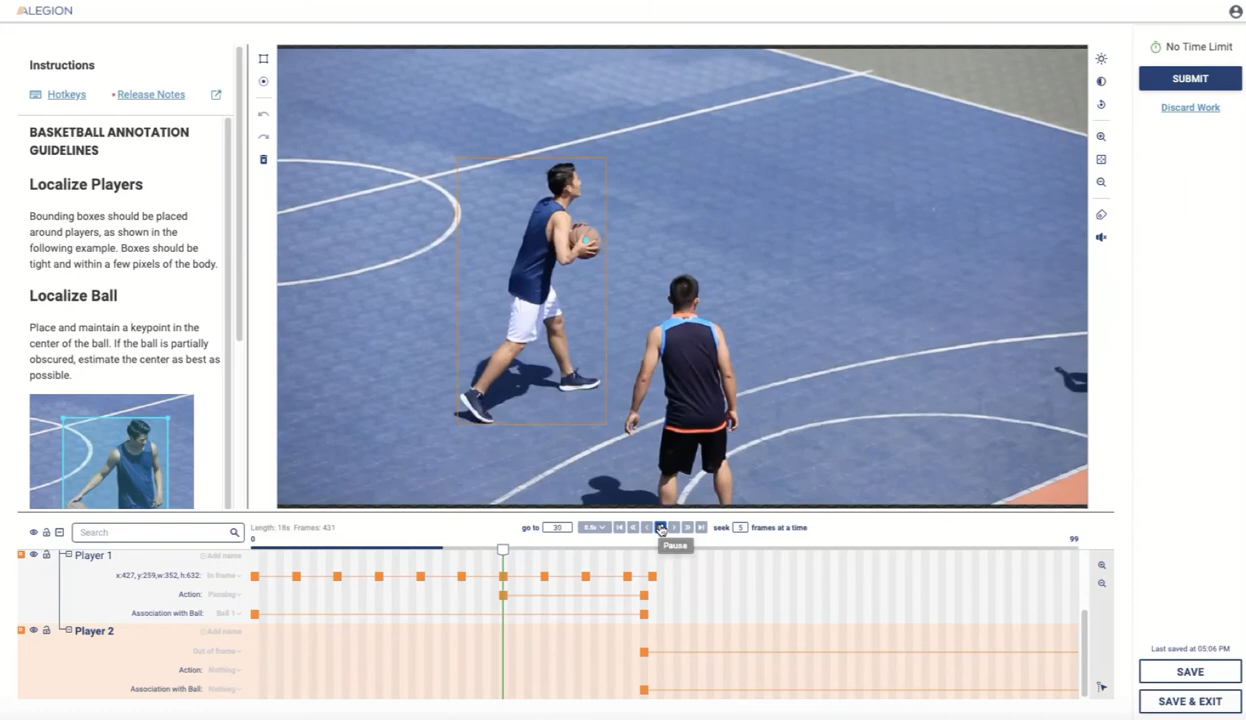 ALEGION
No Time Limit
SUBMIT
Discard Work
Instructions
Hotkeys
• Release Notes
BASKETBALL ANNOTATION
GUIDELINES
Localize Players
Bounding boxes should be placed
around players, as shown in the
following example. Boxes should be
tight and within a few pixels of the body.
Localize Ball
Place and maintain a keypoint in the
center of the ball. If the ball is partially
obscured, estimate the center as best as
possible.
Search
Length: 18s Frames: 431
go to 30 0.5x seek 5 frames at a time
Pause
0 99
Player 1 Add name
x:427, y:259,w:352, h:632: In frame
Action: Passing
Association with Ball: Ball 1
Player 2 Add name
Out of frame
Action: Nothing
Association with Ball: Nothing
Last saved at 05:06 PM
SAVE
SAVE & EXIT